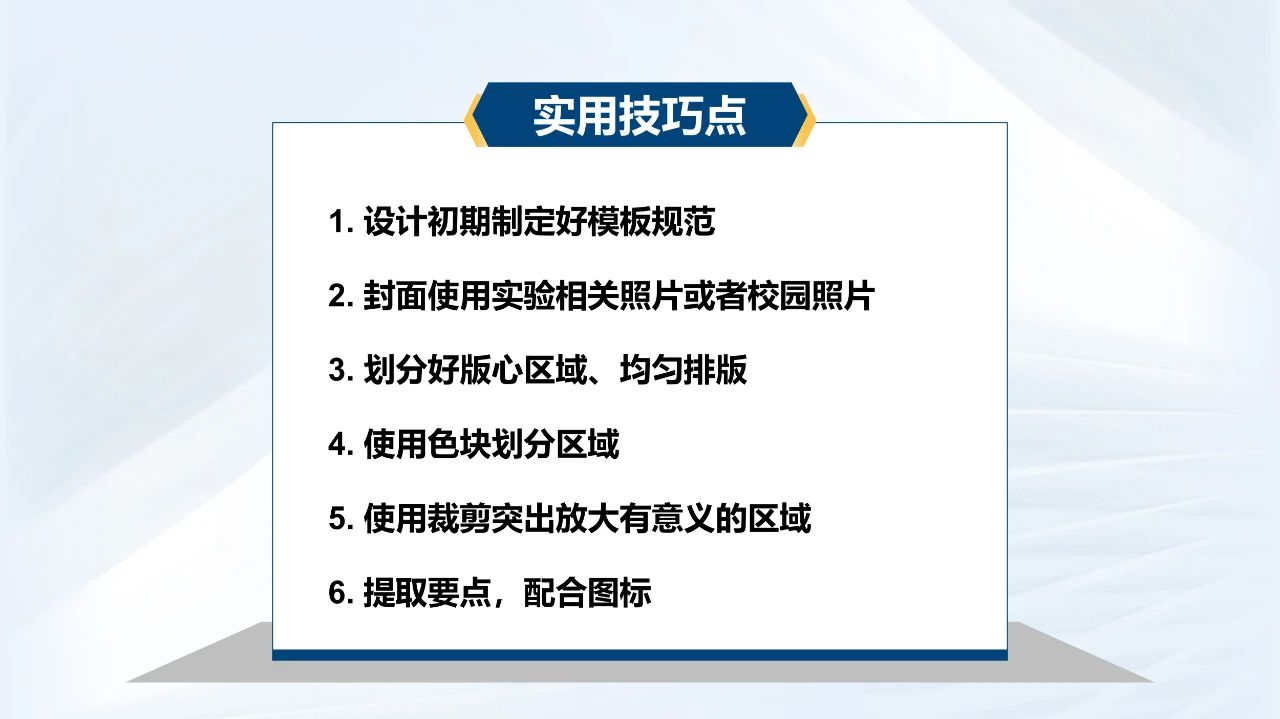 实用技巧点
1. 设计初期制定好模板规范
2. 封面使用实验相关照片或者校园照片
3. 划分好版心区域、均匀排版
4. 使用色块划分区域
5. 使用裁剪突出放大有意义的区域
6. 提取要点，配合图标